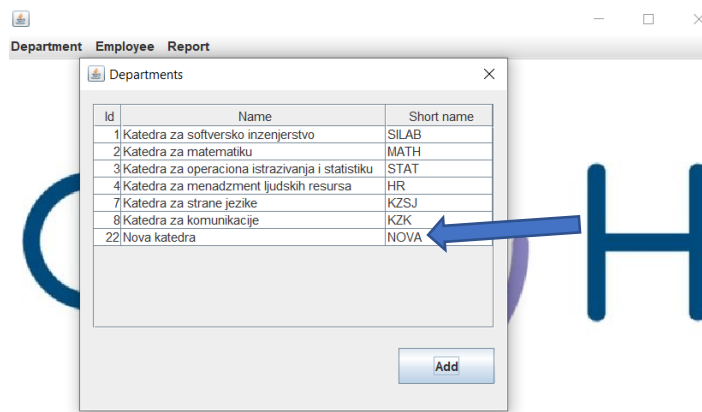 Department Employee Report
Departments
Id Name Short name
1 Katedra za softversko inzenjerstvo SILAB
2 Katedra za matematiku MATH
3 Katedra za operaciona istrazivanja i statistiku STAT
4 Katedra za menadzment ljudskih resursa HR
7 Katedra za strane jezike KZSJ
8 Katedra za komunikacije KZK
22 Nova katedra NOVA
Add
H